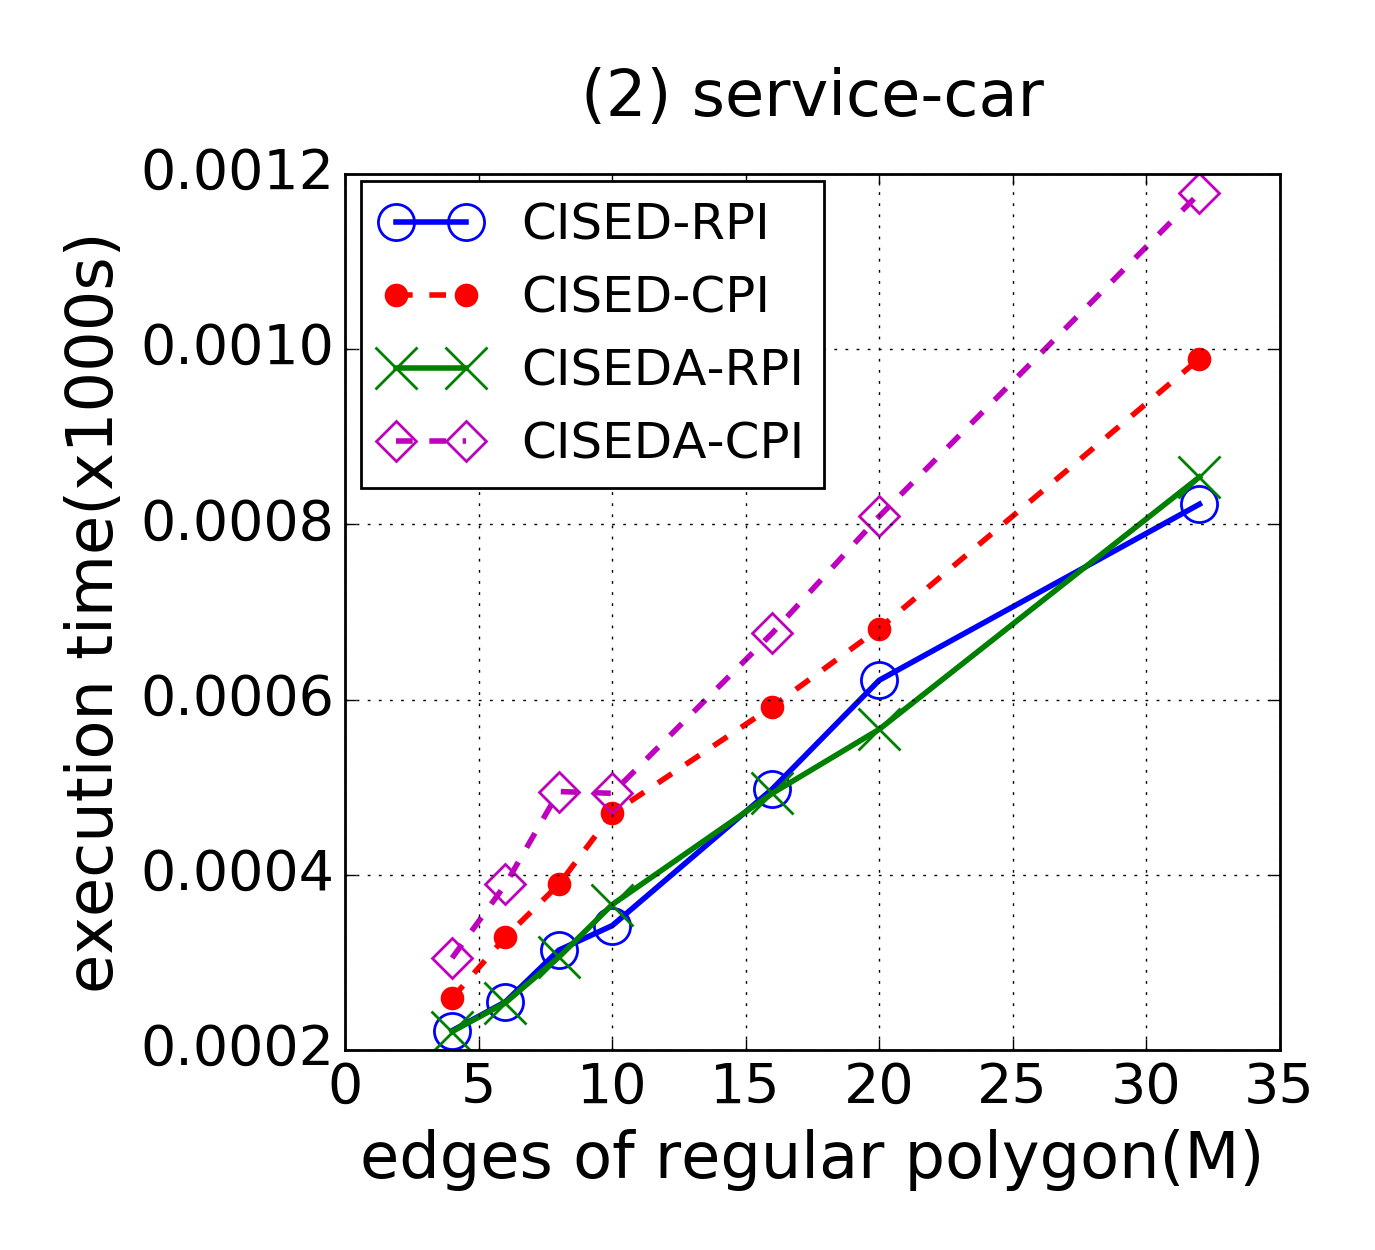 (2) service-car
0.0012
0.0010
0.0008
0.0006
0.0004
0.0002
execution time(x1000s)
CISED-RPI
CISED-CPI
CISEDA-RPI
CISEDA-CPI
0 5 10 15 20 25 30 35
edges of regular polygon(M)